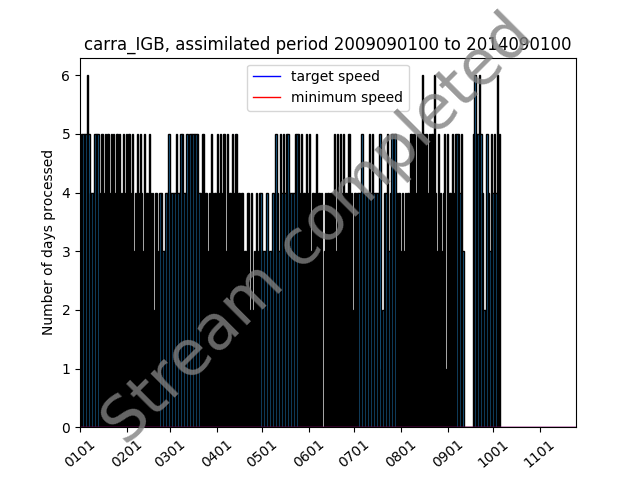 carra_IGB, assimilated period 2009090100 to 2014090100
target speed
minimum speed
Stream completed
Number of days processed
6
5
4
3
2
1
0
0101 0201 0301 0401 0501 0601 0701 0801 0901 1001 1101